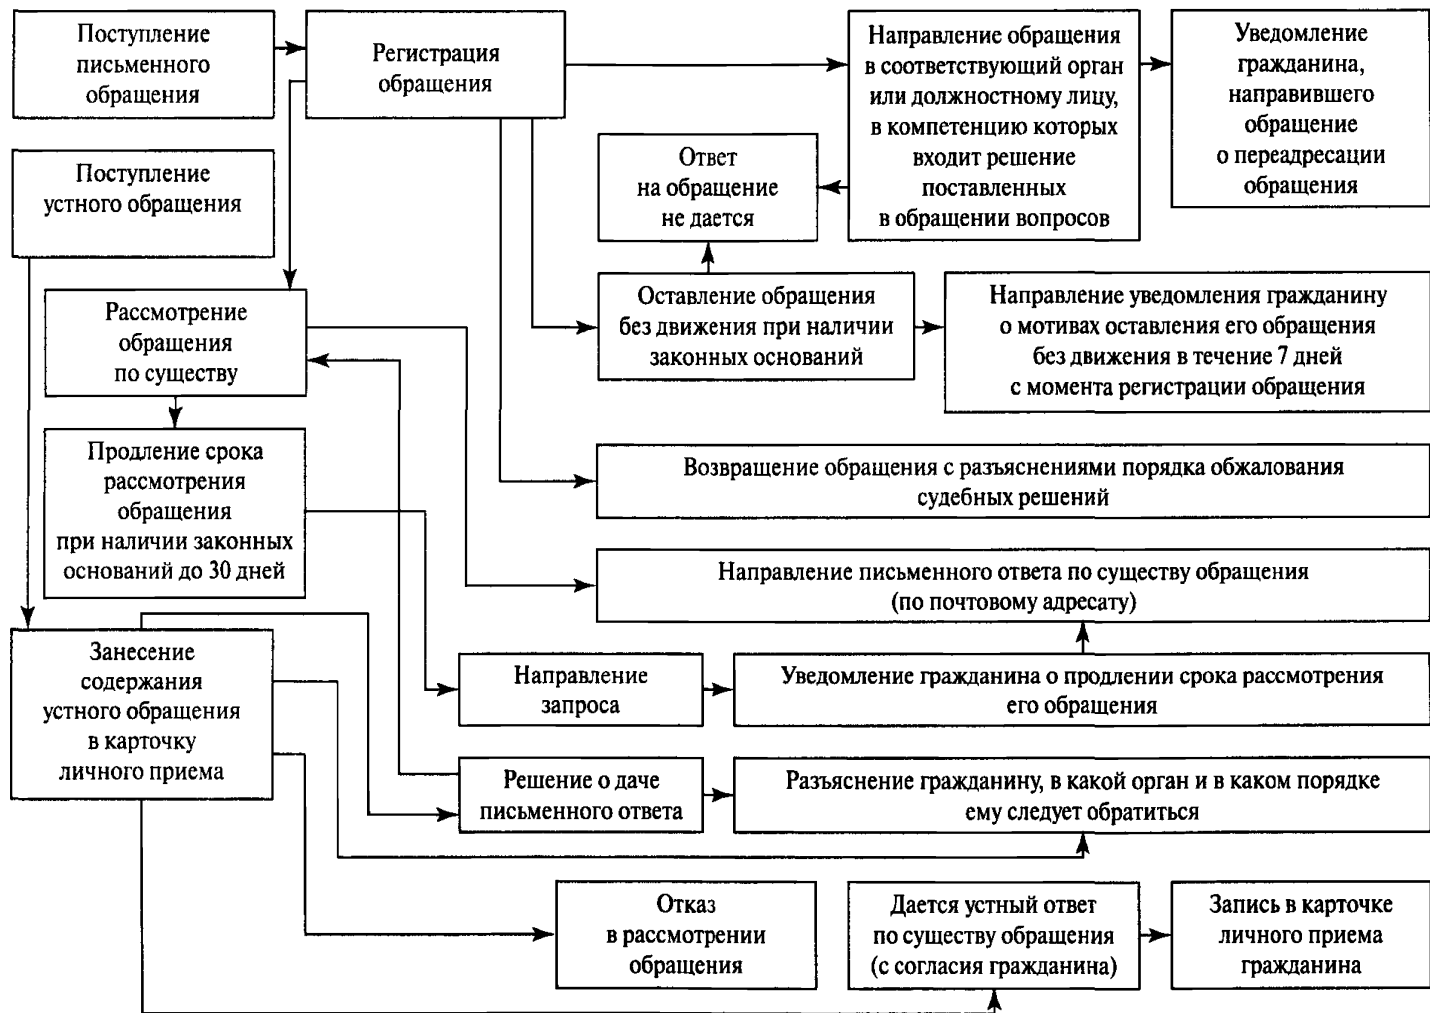 Поступление
письменного
обращения
Регистрация
обращения
Направление обращения
в соответствующий орган
или должностному лицу,
в компетенцию которых
входит решение
поставленных
в обращении вопросов
Уведомление
гражданина,
направившего
обращение
о переадресации
обращения
Поступление
устного обращения
Ответ
на обращение
не дается
Рассмотрение
обращения
по существу
Оставление обращения
без движения при наличии
законных оснований
Направление уведомления гражданину
о мотивах оставления его обращения
без движения в течение 7 дней
с момента регистрации обращения
Продление срока
рассмотрения
обращения
при наличии законных
оснований до 30 дней
Возвращение обращения с разъяснениями порядка обжалования
судебных решений
Направление письменного ответа по существу обращения
(по почтовому адресату)
Занесение
содержания
устного обращения
в карточку
личного приема
Направление
запроса
Уведомление гражданина о продлении срока рассмотрения
его обращения
Решение о даче
письменного ответа
Разъяснение гражданину, в какой орган и в каком порядке
ему следует обратиться
Отказ
в рассмотрении
обращения
Дается устный ответ
по существу обращения
(с согласия гражданина)
Запись в карточке
личного приема
гражданина